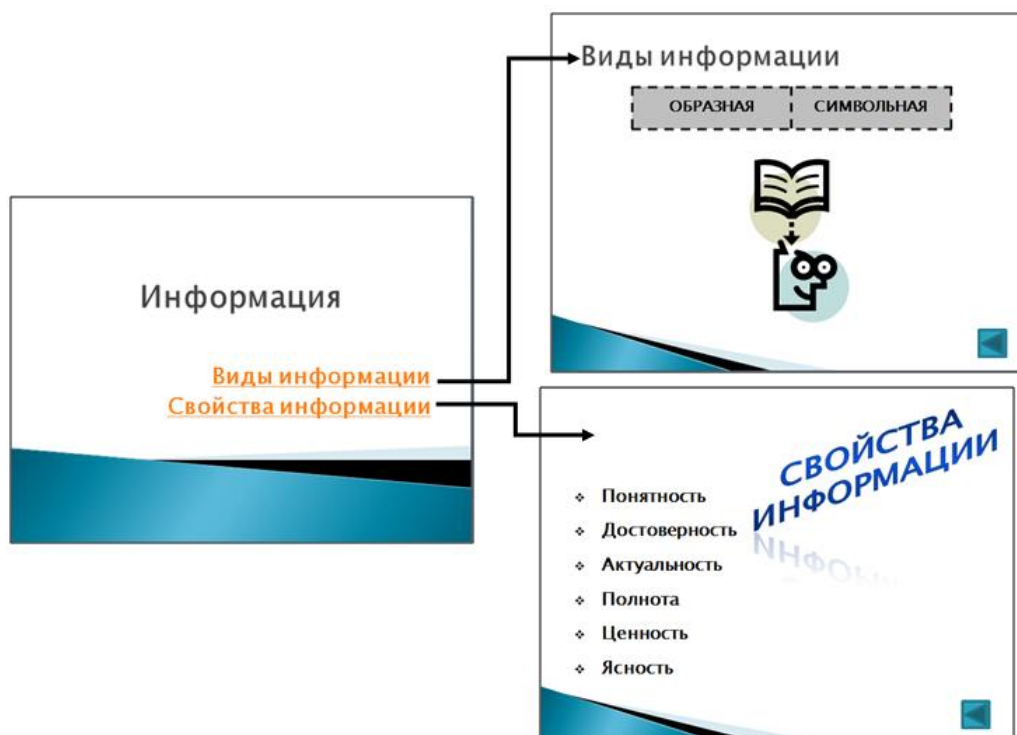 Информация
Виды информации
Свойства информации
Виды информации
ОБРАЗНАЯ СИМВОЛЬНАЯ
СВОЙСТВА
ИНФОРМАЦИИ
Понятность
Достоверность
Актуальность
Полнота
Ценность
Ясность